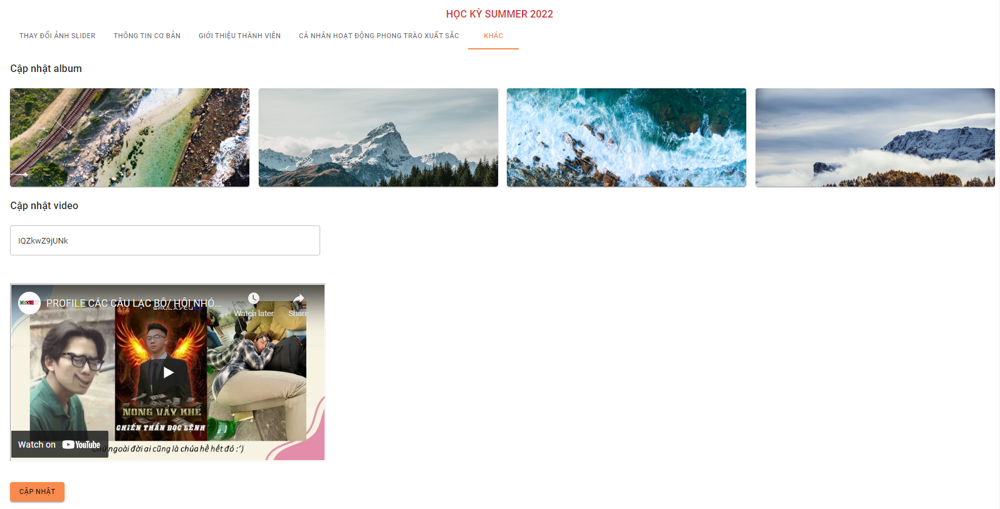 HỌC KỲ SUMMER 2022
THAY ĐỔI ẢNH SLIDER
THÔNG TIN CƠ BẢN
GIỚI THIỆU THÀNH VIÊN
CÁ NHÂN HOẠT ĐỘNG PHONG TRÀO XUẤT SẮC
KHÁC
Cập nhật album
Cập nhật video
IQZkwZ9jUNk
PROFILE CÁC CÂU LẠC BỘ/ HỘI NHÓ...
Watch later
Share
NONG VẨY KHẾ
CHIẾN THẦN ĐỌC LỆNH
Watch on YouTube
ngoài đời ai cũng là chúa hề hết đó :')
CẬP NHẬT